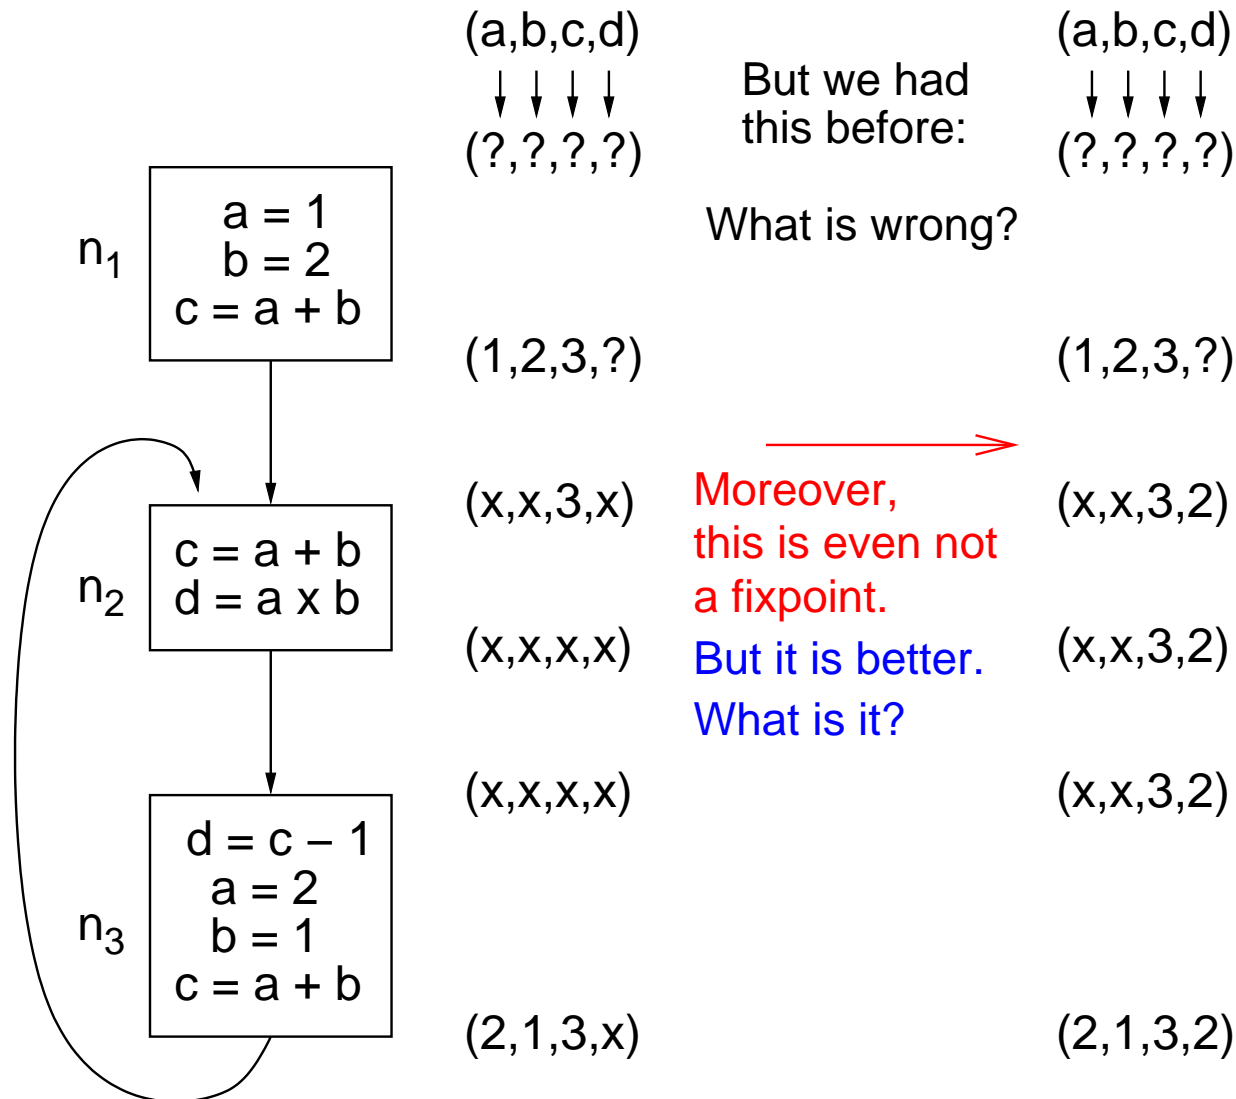 (a,b,c,d)
(?,?,?,?)
But we had
this before:
What is wrong?
(a,b,c,d)
(?,?,?,?)
n1
a = 1
b = 2
c = a + b
(1,2,3,?)
(1,2,3,?)
(x,x,3,x)
Moreover,
this is even not
a fixpoint.
(x,x,3,2)
n2
c = a + b
d = a x b
(x,x,x,x)
But it is better.
What is it?
(x,x,3,2)
(x,x,x,x)
(x,x,3,2)
n3
d = c – 1
a = 2
b = 1
c = a + b
(2,1,3,x)
(2,1,3,2)